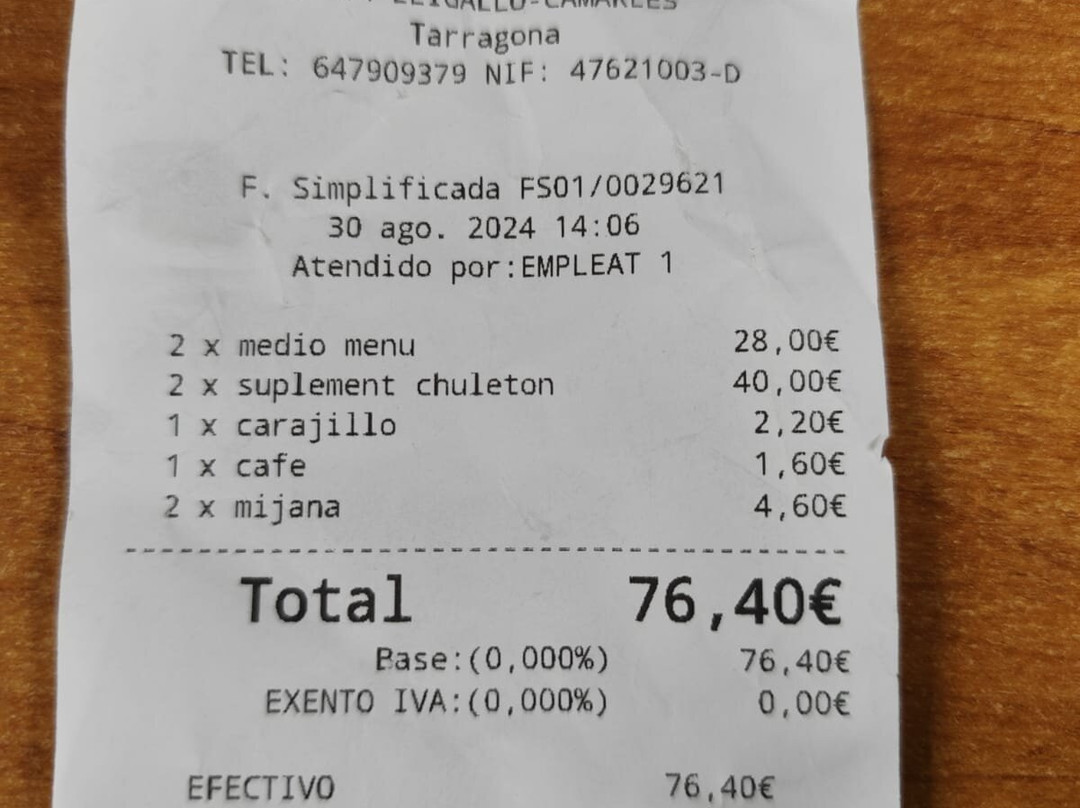 LLIGALLO-CAMARLES
Tarragona
TEL: 647909379 NIF: 47621003-D
F. Simplificada FS01/0029621
30 ago. 2024 14:06
Atendido por:EMPLEAT 1
2 x medio menu 28,00€
2 x suplement chuleton 40,00€
1 x carajillo 2,20€
1 x cafe 1,60€
2 x mijana 4,60€
Total 76,40€
Base:(0,000%) 76,40€
EXENTO IVA:(0,000%) 0,00€
EFECTIVO 76,40€